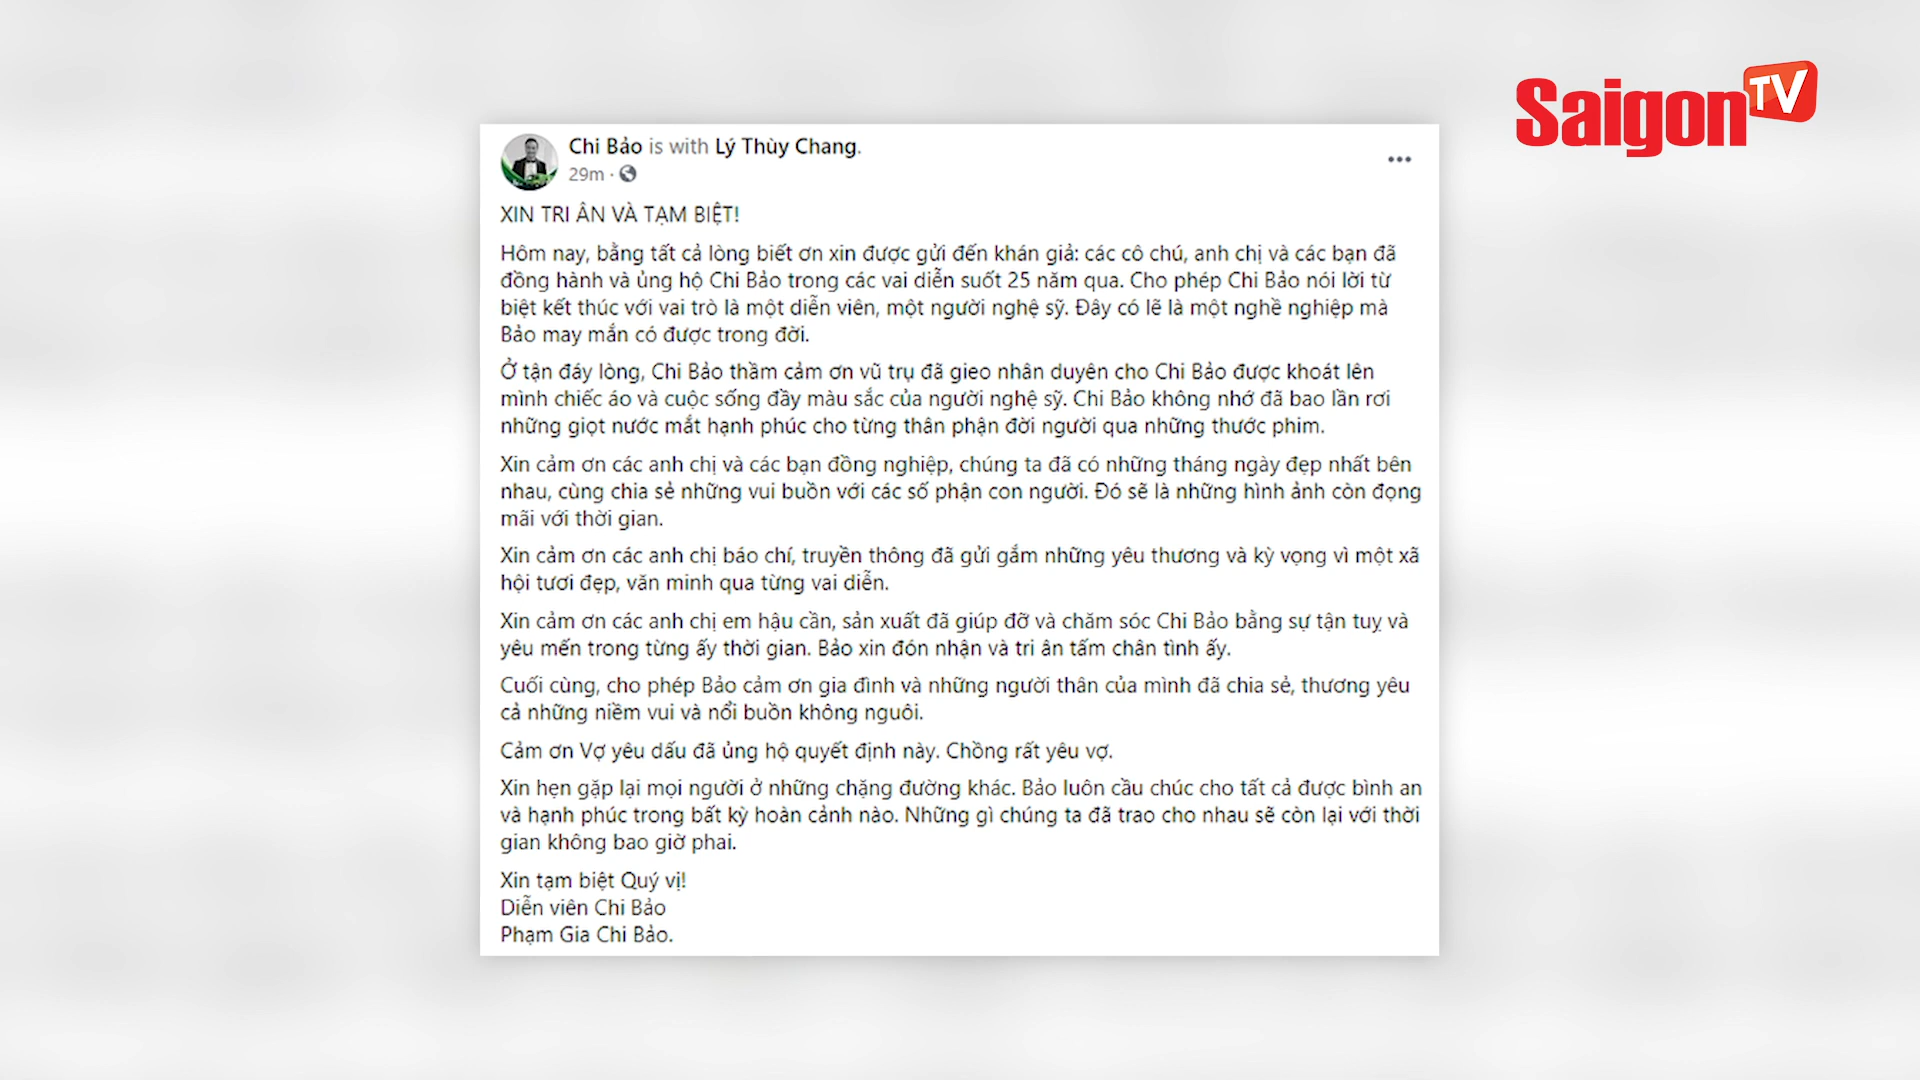 Saigon TV
Chi Bảo is with Lý Thùy Chang.
29m ·
XIN TRI ÂN VÀ TẠM BIỆT!
Hôm nay, bằng tất cả lòng biết ơn xin được gửi đến khán giả: các cô chú, anh chị và các bạn đã
đồng hành và ủng hộ Chi Bảo trong các vai diễn suốt 25 năm qua. Cho phép Chi Bảo nói lời từ
biệt kết thúc với vai trò là một diễn viên, một người nghệ sỹ. Đây có lẽ là một nghề nghiệp mà
Bảo may mắn có được trong đời.
Ở tận đáy lòng, Chi Bảo thầm cảm ơn vũ trụ đã gieo nhân duyên cho Chi Bảo được khoát lên
mình chiếc áo và cuộc sống đầy màu sắc của người nghệ sỹ. Chi Bảo không nhớ đã bao lần rơi
những giọt nước mắt hạnh phúc cho từng thân phận đời người qua những thước phim.
Xin cảm ơn các anh chị và các bạn đồng nghiệp, chúng ta đã có những tháng ngày đẹp nhất bên
nhau, cùng chia sẻ những vui buồn với các số phận con người. Đó sẽ là những hình ảnh còn đọng
mãi với thời gian.
Xin cảm ơn các anh chị báo chí, truyền thông đã gửi gắm những yêu thương và kỳ vọng vì một xã
hội tươi đẹp, văn minh qua từng vai diễn.
Xin cảm ơn các anh chị em hậu cần, sản xuất đã giúp đỡ và chăm sóc Chi Bảo bằng sự tận tuỵ và
yêu mến trong từng ấy thời gian. Bảo xin đón nhận và tri ân tấm chân tình ấy.
Cuối cùng, cho phép Bảo cảm ơn gia đình và những người thân của mình đã chia sẻ, thương yêu
cả những niềm vui và nổi buồn không nguôi.
Cảm ơn Vợ yêu dấu đã ủng hộ quyết định này. Chồng rất yêu vợ.
Xin hẹn gặp lại mọi người ở những chặng đường khác. Bảo luôn cầu chúc cho tất cả được bình an
và hạnh phúc trong bất kỳ hoàn cảnh nào. Những gì chúng ta đã trao cho nhau sẽ còn lại với thời
gian không bao giờ phai.
Xin tạm biệt Quý vị!
Diễn viên Chi Bảo
Phạm Gia Chi Bảo.